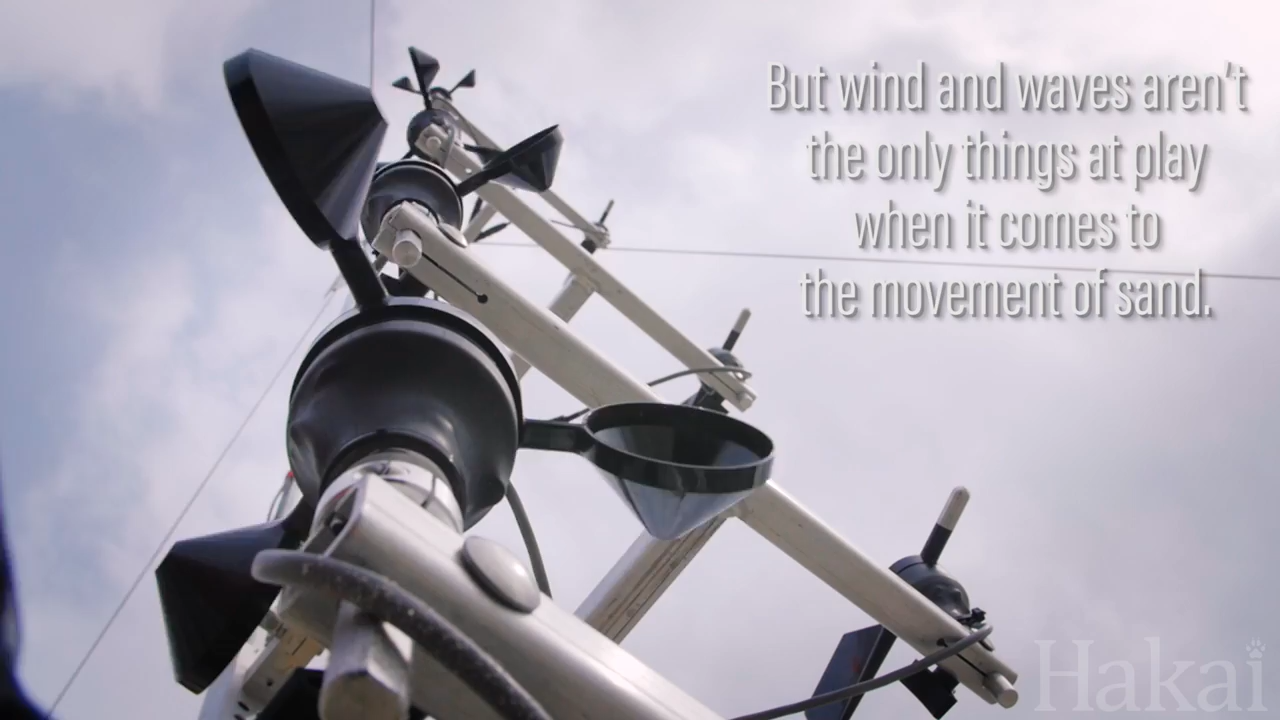 But wind and waves aren't
the only things at play
when it comes to
the movement of sand.
Hakai